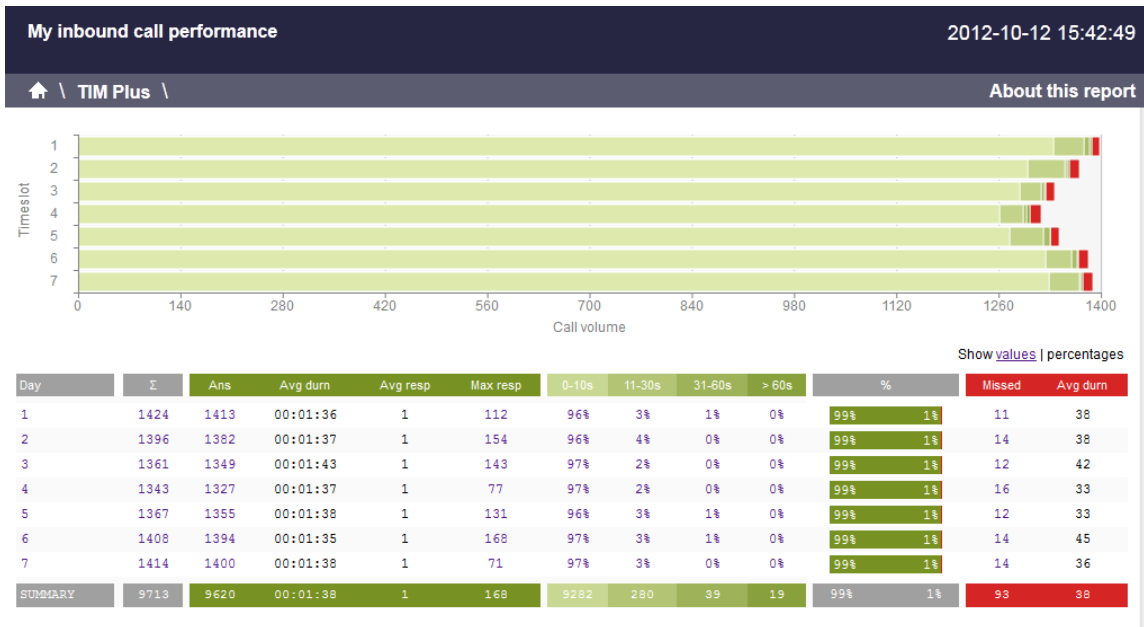 My inbound call performance 2012-10-12 15:42:49
\ TIM Plus \ About this report
Timeslot
1
2
3
4
5
6
7
0 140 280 420 560 700 840 980 1120 1260 1400
Call volume
Show values | percentages
Day Σ Ans Avg durn Avg resp Max resp 0-10s 11-30s 31-60s > 60s % Missed Avg durn
1 1424 1413 00:01:36 1 112 96% 3% 1% 0% 99% 1% 11 38
2 1396 1382 00:01:37 1 154 96% 4% 0% 0% 99% 1% 14 38
3 1361 1349 00:01:43 1 143 97% 2% 0% 0% 99% 1% 12 42
4 1343 1327 00:01:37 1 77 97% 2% 0% 0% 99% 1% 16 33
5 1367 1355 00:01:38 1 131 96% 3% 1% 0% 99% 1% 12 33
6 1408 1394 00:01:35 1 168 97% 3% 1% 0% 99% 1% 14 45
7 1414 1400 00:01:38 1 71 97% 3% 0% 0% 99% 1% 14 36
SUMMARY 9713 9620 00:01:38 1 168 9282 280 39 19 99% 1% 93 38